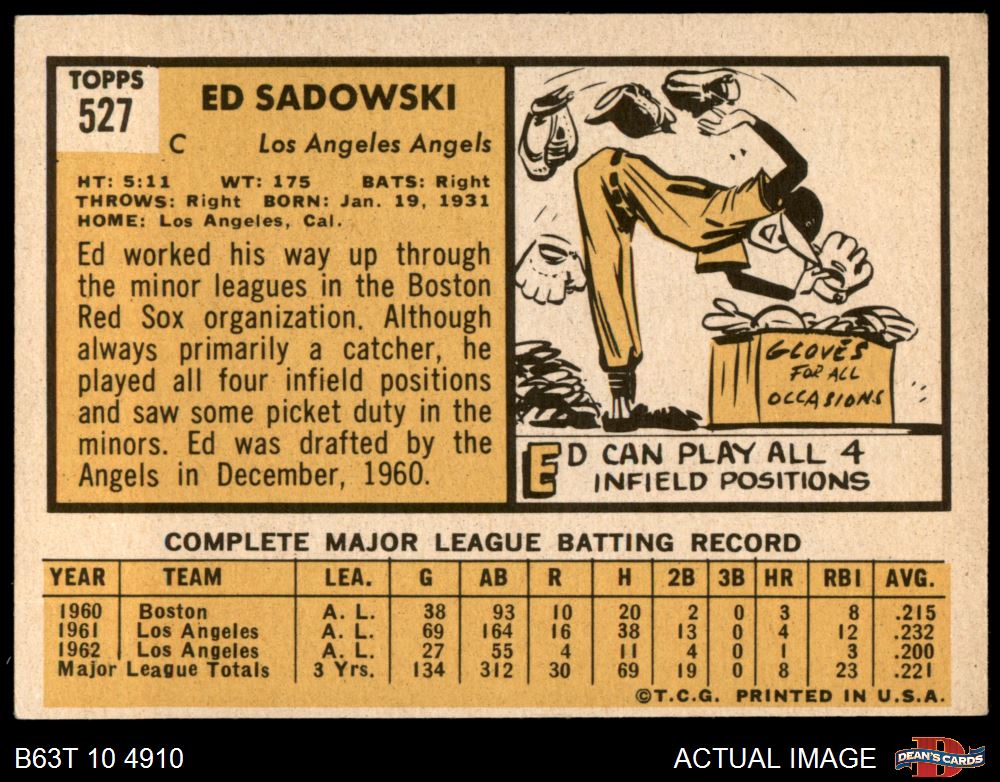 TOPPS
527
ED SADOWSKI
C Los Angeles Angels
HT: 5:11 WT: 175 BATS: Right
THROWS: Right BORN: Jan. 19, 1931
HOME: Los Angeles, Cal.
Ed worked his way up through
the minor leagues in the Boston
Red Sox organization. Although
always primarily a catcher, he
played all four infield positions
and saw some picket duty in the
minors. Ed was drafted by the
Angels in December, 1960.
GLOVES
FOR ALL
OCCASIONS
ED CAN PLAY ALL 4
INFIELD POSITIONS
COMPLETE MAJOR LEAGUE BATTING RECORD
YEAR TEAM LEA. G AB R H 2B 3B HR RBI AVG.
1960 Boston A. L. 38 93 10 20 2 0 3 8 .215
1961 Los Angeles A. L. 69 164 16 38 13 0 4 12 .232
1962 Los Angeles A. L. 27 55 4 11 4 0 1 3 .200
Major League Totals 3 Yrs. 134 312 30 69 19 0 8 23 .221
©T.C.G. PRINTED IN U.S.A.
B63T 10 4910
ACTUAL IMAGE
DEAN'S CARDS